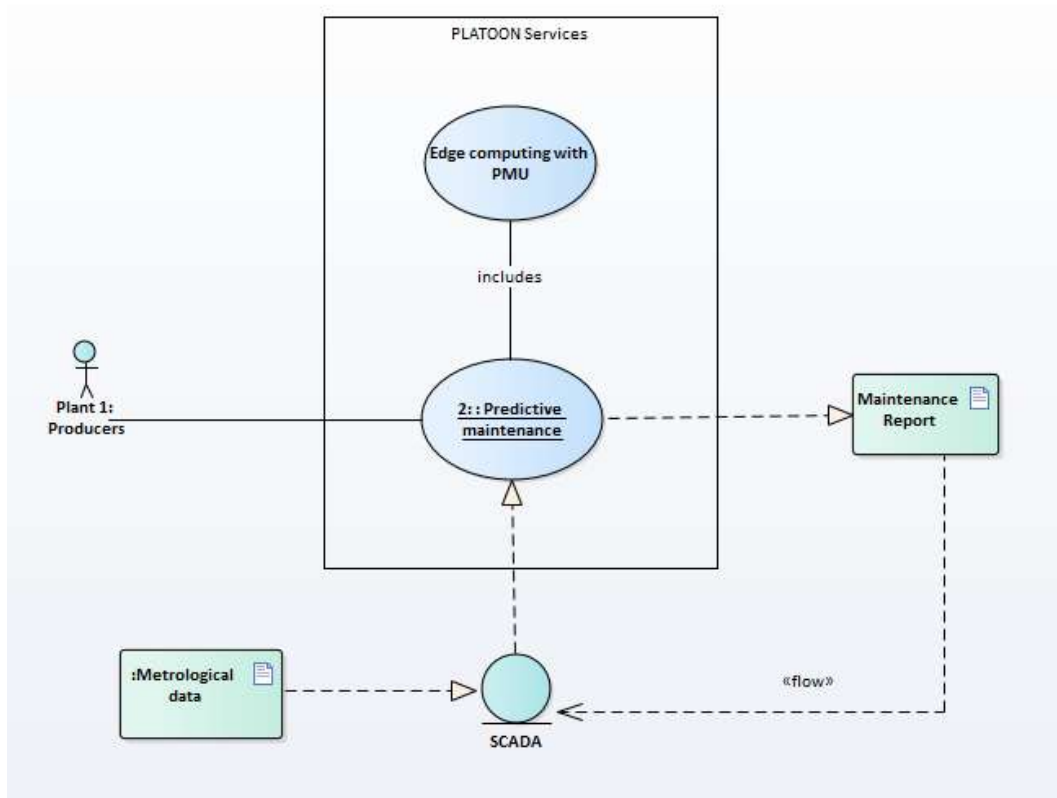 PLATOON Services
Edge computing with
PMU
includes
Plant 1:
Producers
2: : Predictive
maintenance
Maintenance
Report
:Metrological
data
«flow»
SCADA